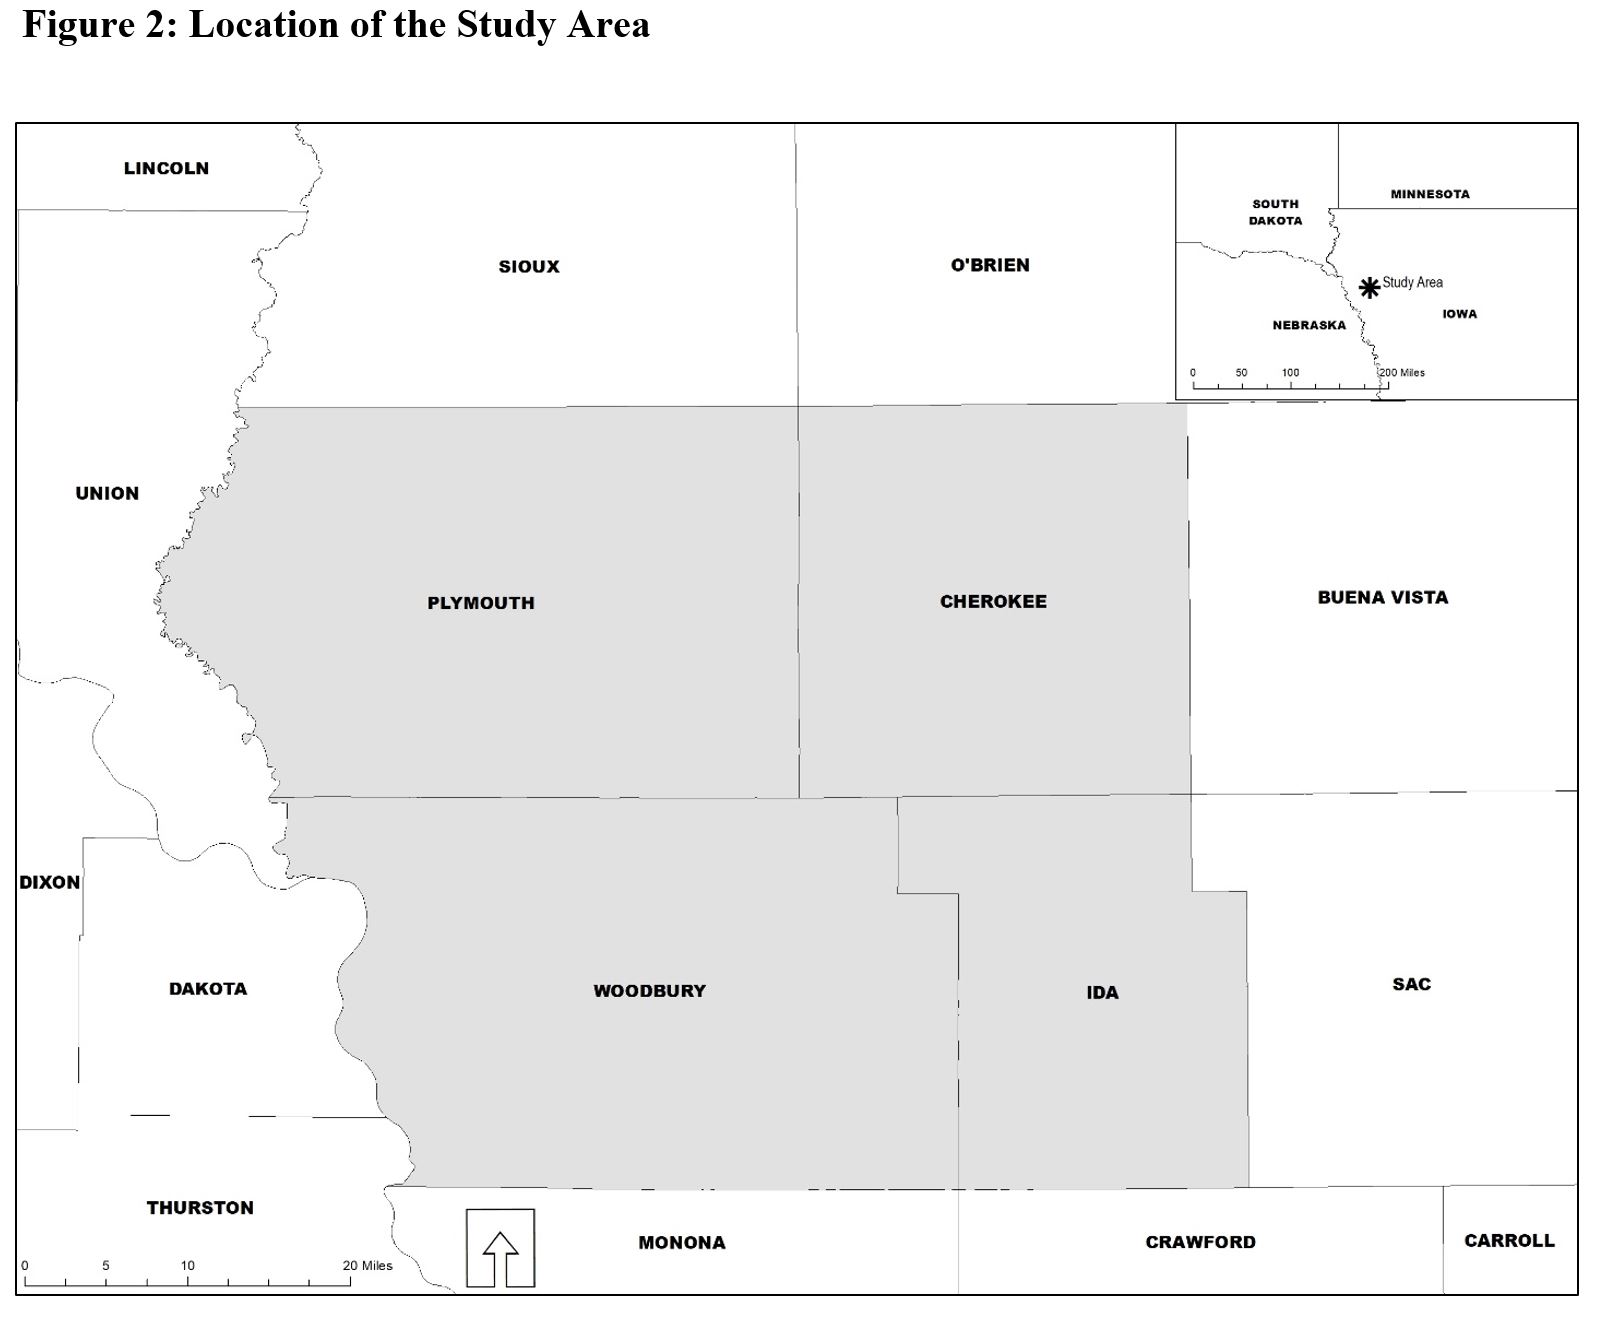 Figure 2: Location of the Study Area
LINCOLN
SIOUX
O'BRIEN
SOUTH
DAKOTA
MINNESOTA
Study Area
NEBRASKA
IOWA
0 50 100 200 Miles
UNION
PLYMOUTH
CHEROKEE
BUENA VISTA
DIXON
DAKOTA
WOODBURY
IDA
SAC
THURSTON
MONONA
CRAWFORD
CARROLL
0 5 10 20 Miles